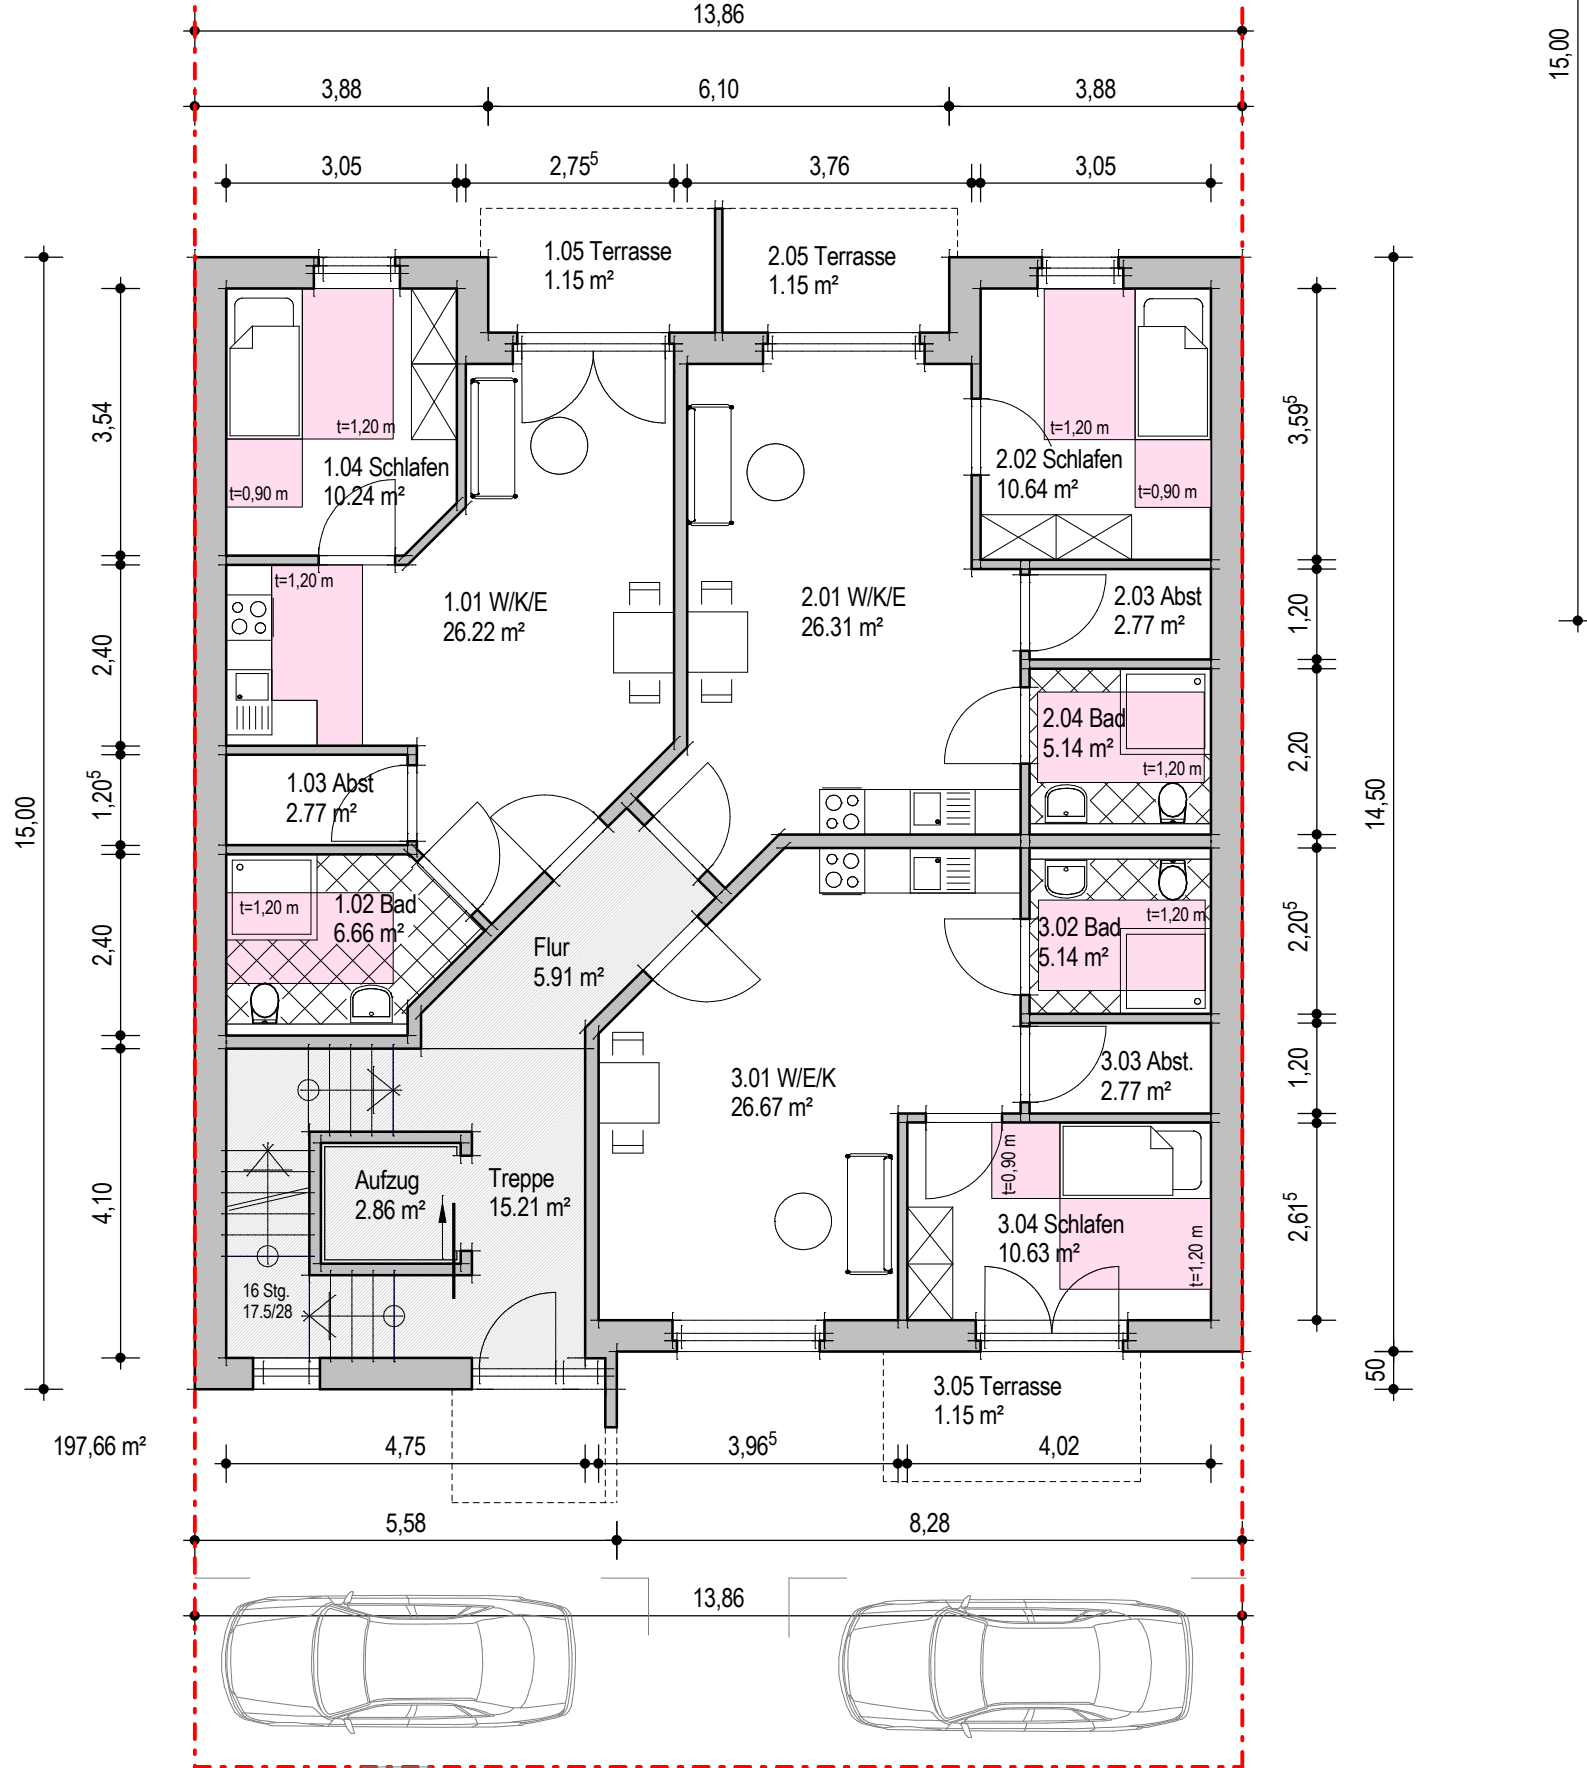 13,86
15,00
3,88
6,10
3,88
3,05
2,75⁵
3,76
3,05
1.05 Terrasse
1.15 m²
2.05 Terrasse
1.15 m²
3,54
t=1,20 m
1.04 Schlafen
10.24 m²
t=0,90 m
t=1,20 m
2.02 Schlafen
10.64 m²
t=0,90 m
3,59⁵
t=1,20 m
1.01 W/K/E
26.22 m²
2.01 W/K/E
26.31 m²
2.03 Abst
2.77 m²
1,20
2,40
2.04 Bad
5.14 m²
t=1,20 m
2,20
1.03 Abst
2.77 m²
1,20⁵
15,00
14,50
t=1,20 m
1.02 Bad
6.66 m²
2,40
Flur
5.91 m²
t=1,20 m
3.02 Bad
5.14 m²
2,20⁵
3.01 W/E/K
26.67 m²
3.03 Abst.
2.77 m²
1,20
4,10
Aufzug
2.86 m²
Treppe
15.21 m²
t=0,90 m
3.04 Schlafen
10.63 m²
t=1,20 m
2,61⁵
16 Stg.
17.5/28
3.05 Terrasse
1.15 m²
50
197,66 m²
4,75
3,96⁵
4,02
5,58
8,28
13,86